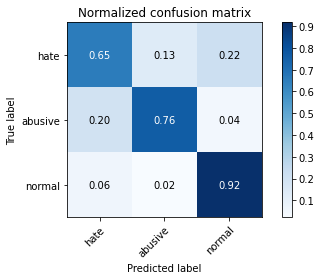 Normalized confusion matrix
True label
hate
abusive
normal
0.65 0.13 0.22
0.20 0.76 0.04
0.06 0.02 0.92
hate
abusive
normal
Predicted label
0.9
0.8
0.7
0.6
0.5
0.4
0.3
0.2
0.1